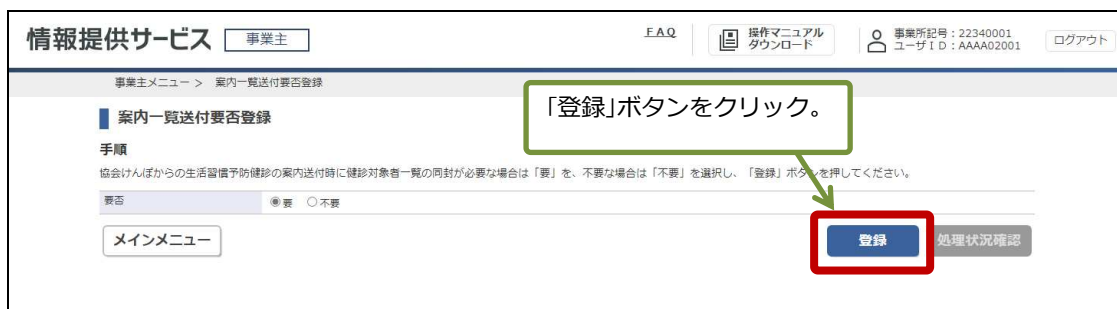 情報提供サービス 事業主 FAQ 操作マニュアル ダウンロード 事業所記号：22340001 ユーザID：AAAA02001 ログアウト
事業主メニュー > 案内一覧送付要否登録
「登録」ボタンをクリック。
案内一覧送付要否登録
手順
協会けんぽからの生活習慣予防健診の案内送付時に健診対象者一覧の同封が必要な場合は「要」を、不要な場合は「不要」を選択し、「登録」ボタンを押してください。
要否 要 不要
メインメニュー 登録 処理状況確認